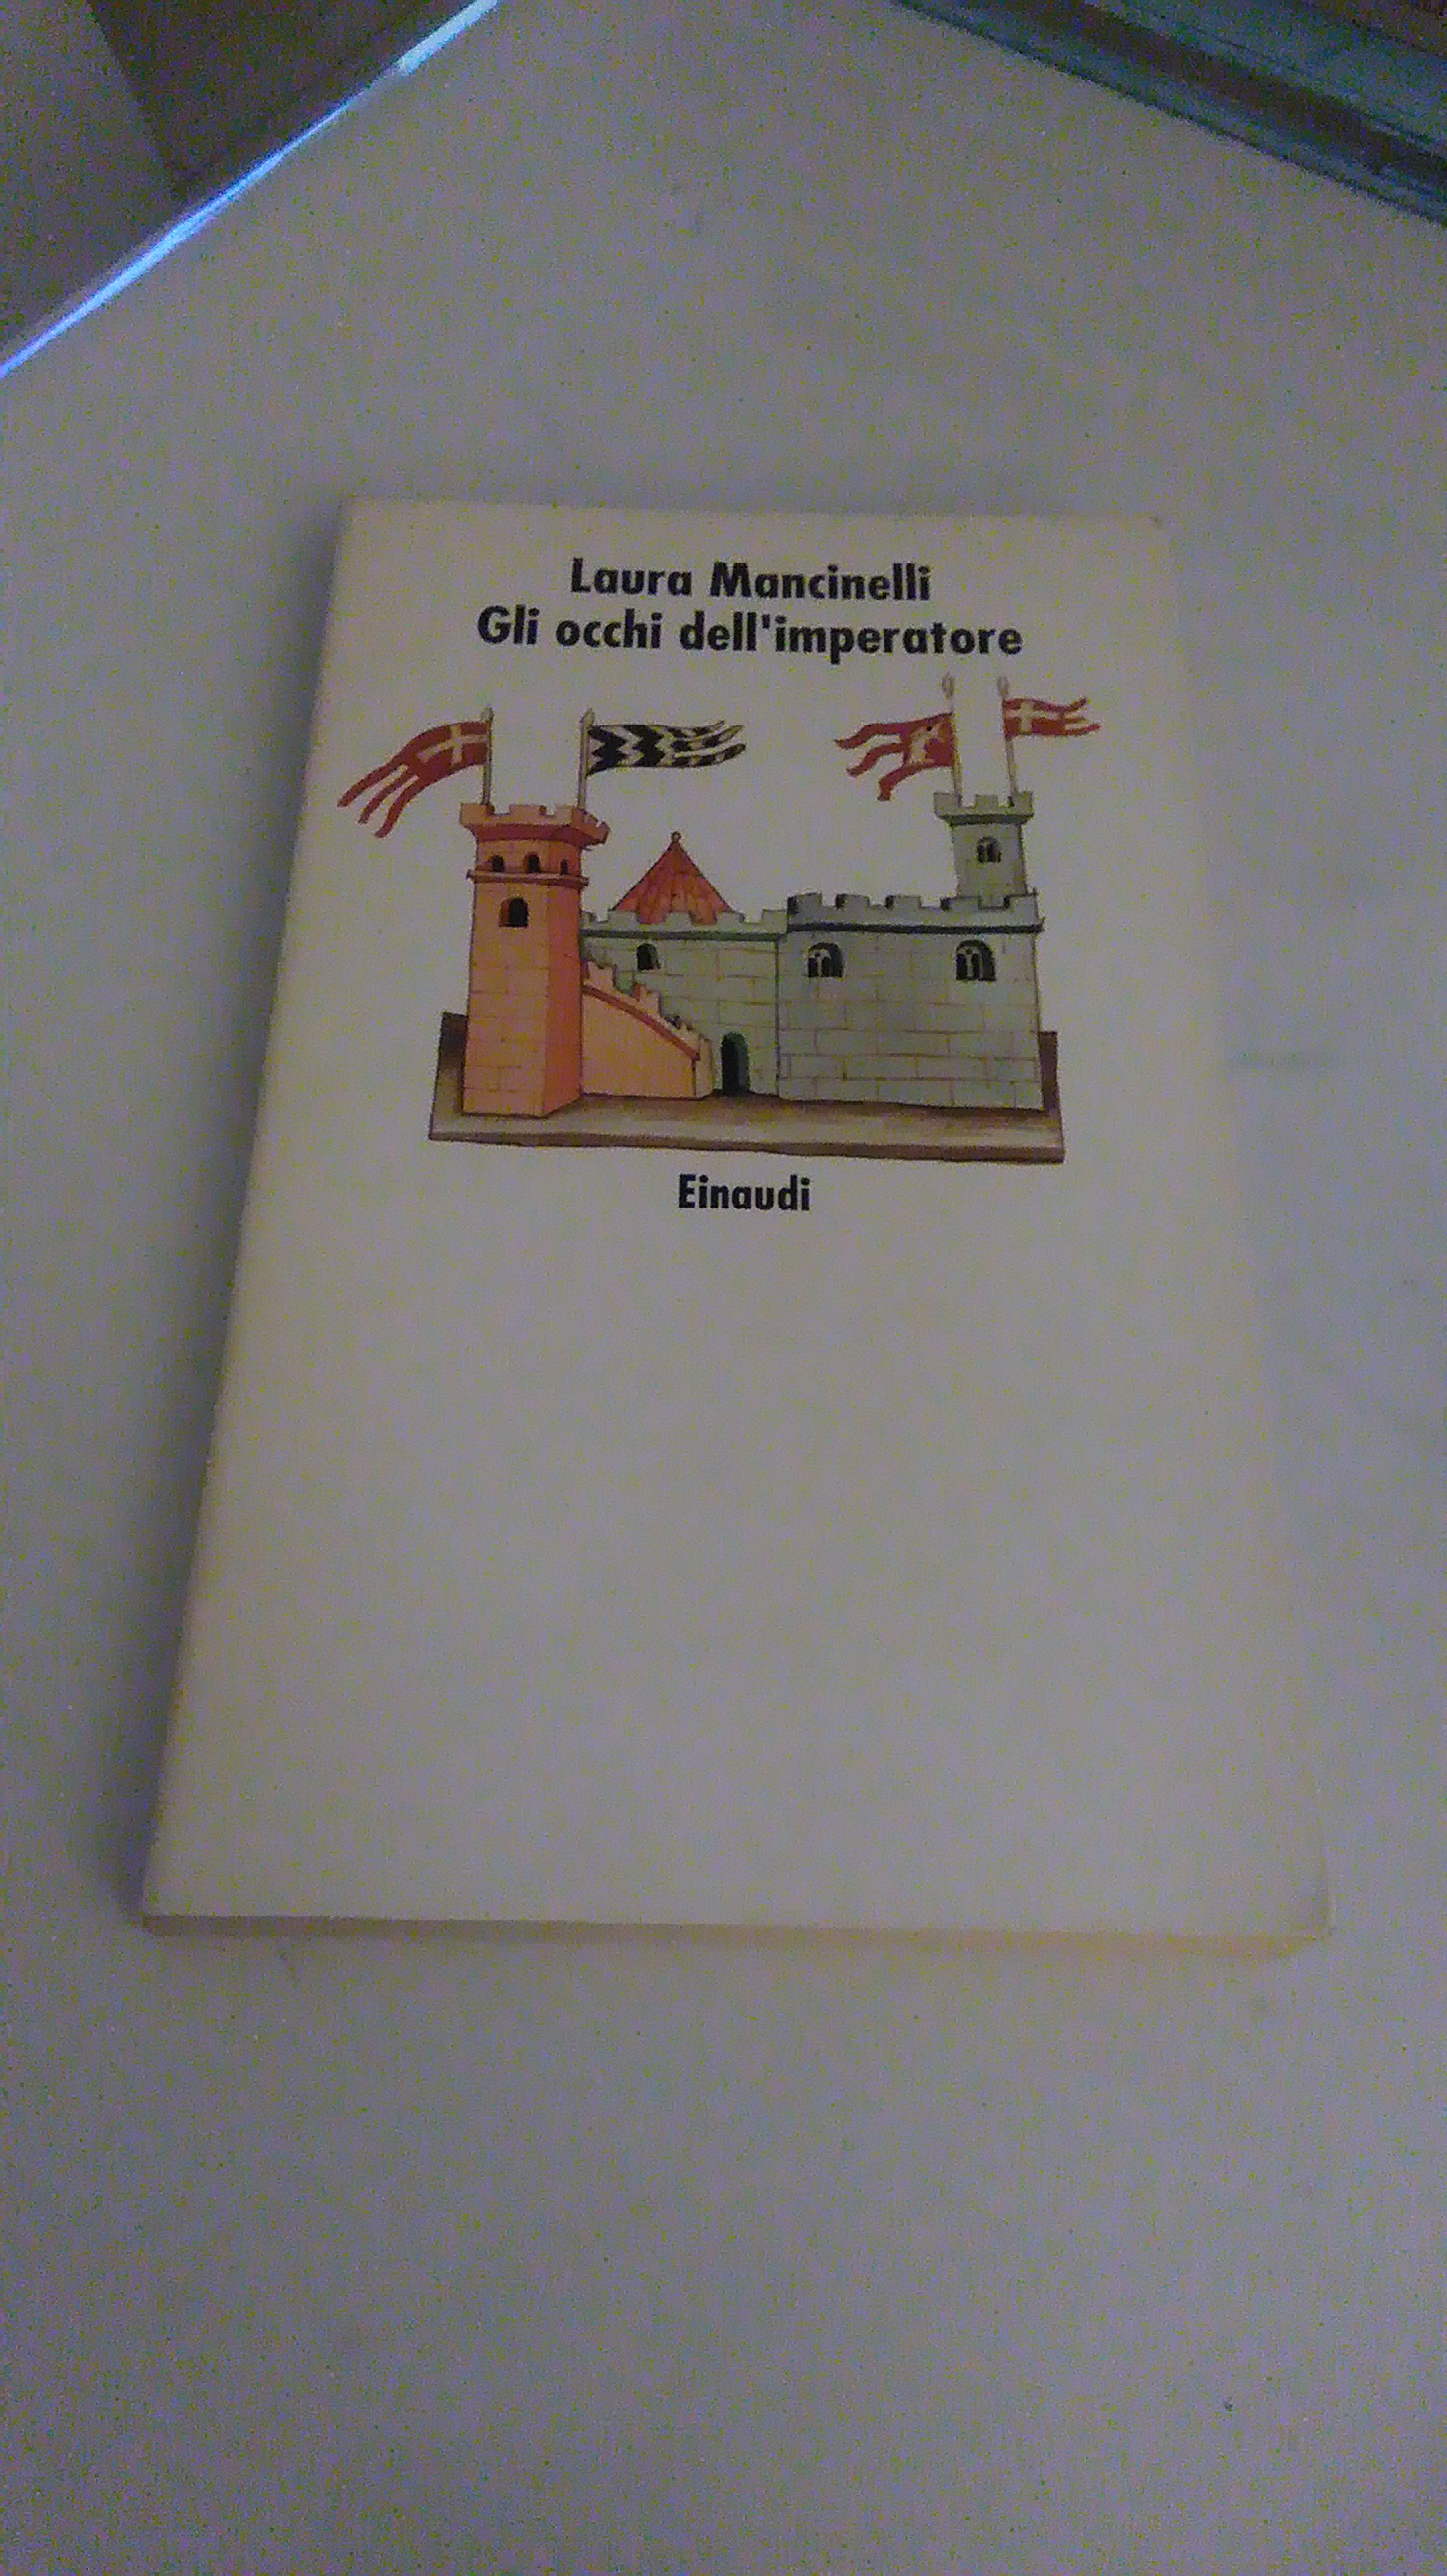 Laura Mancinelli
Gli occhi dell'imperatore
Einaudi